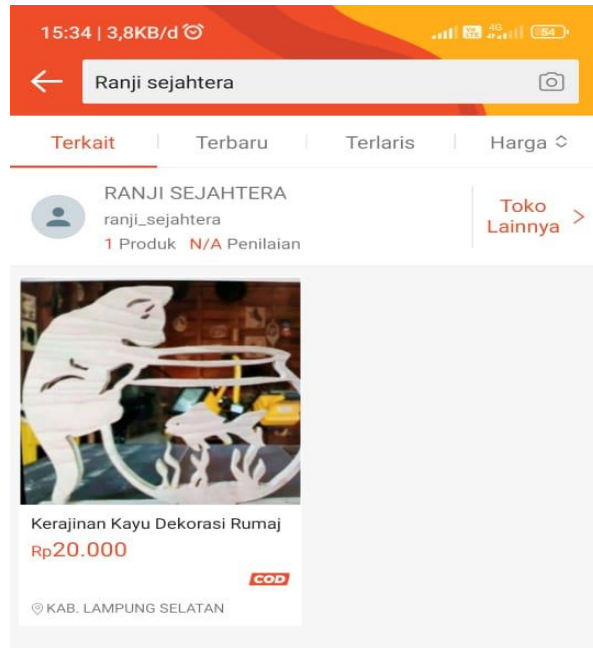 15:34 | 3,8KB/d
4G 54
Ranji sejahtera
Terkait Terbaru Terlaris Harga
RANJI SEJAHTERA
ranji_sejahtera
1 Produk N/A Penilaian
Toko
Lainnya >
Kerajinan Kayu Dekorasi Rumaj
Rp20.000
COD
KAB. LAMPUNG SELATAN